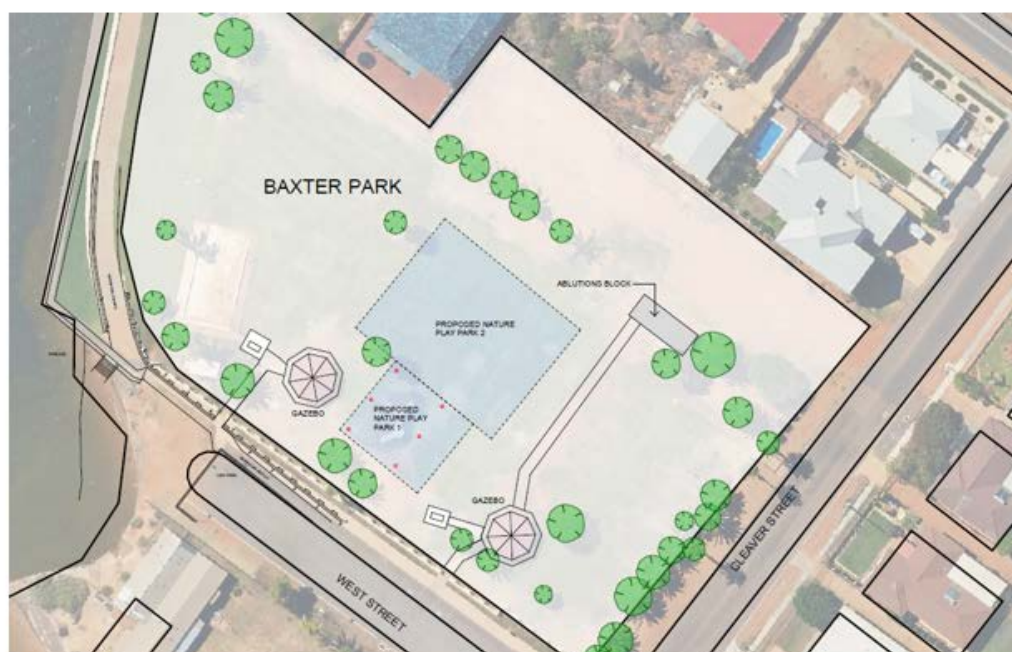 BAXTER PARK
ABLUTIONS BLOCK
PROPOSED NATURE
PLAY PARK 2
GAZEBO
PROPOSED
NATURE PLAY
PARK 1
GAZEBO
CLEAVER STREET
WEST STREET